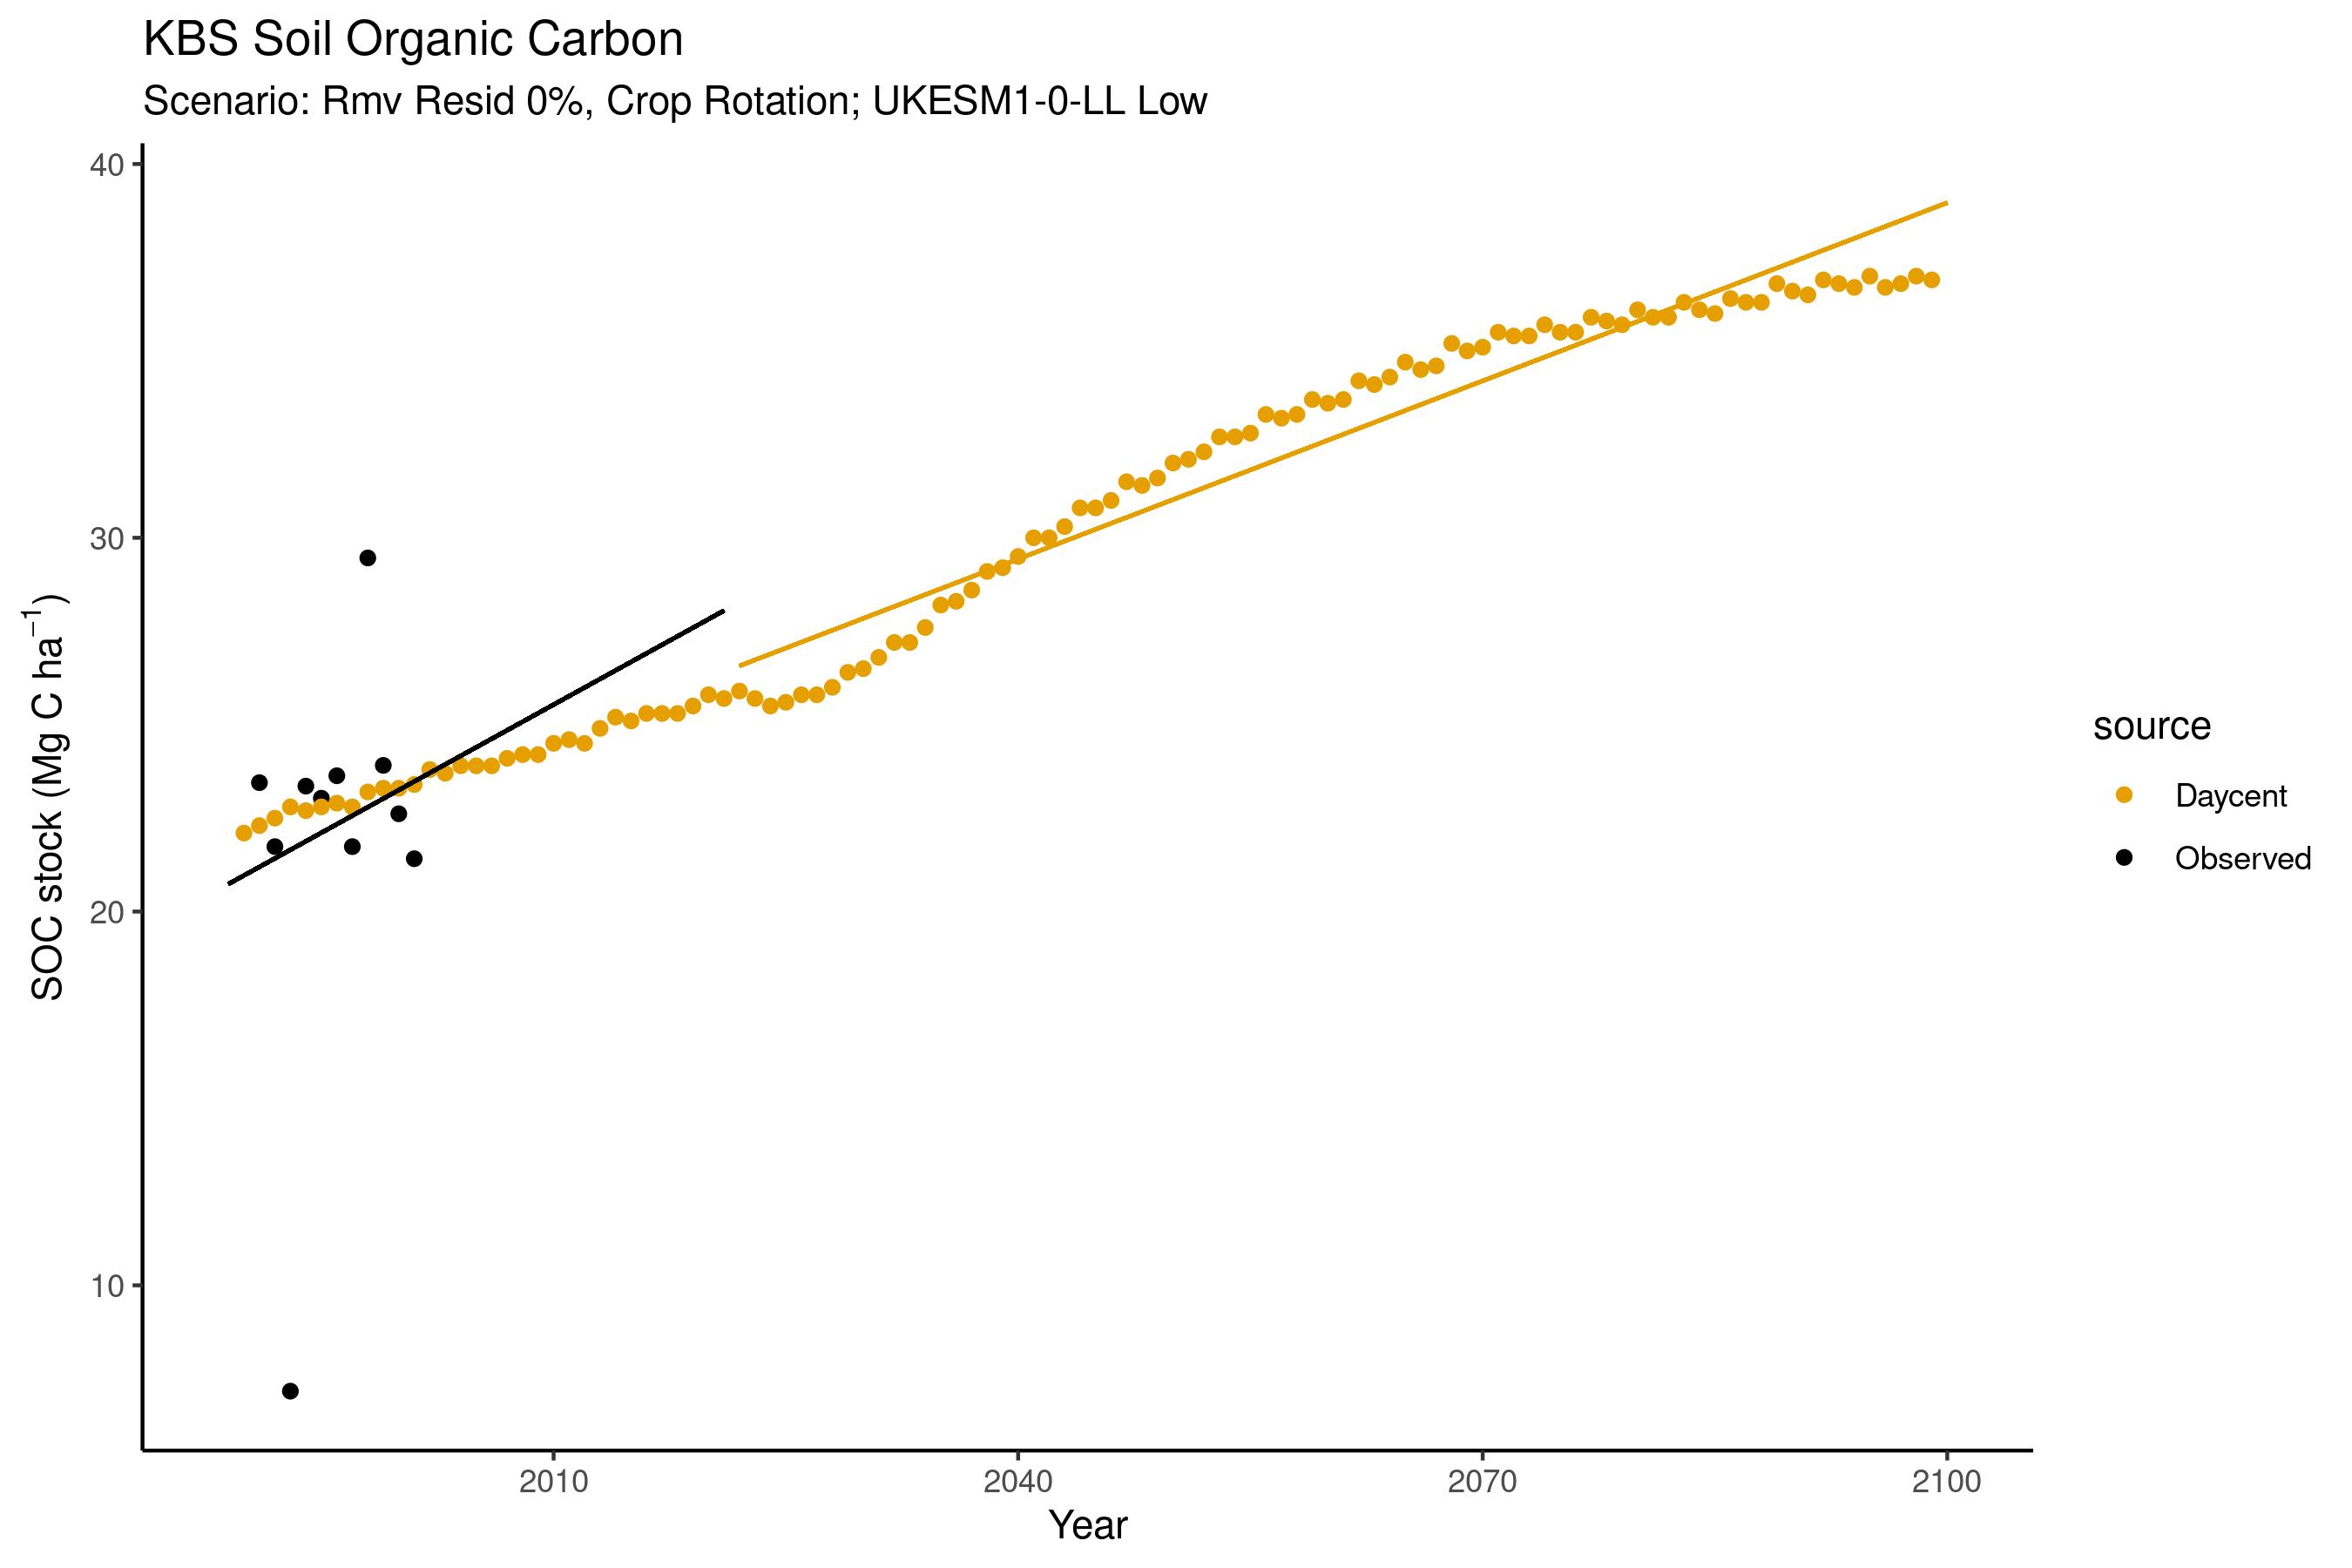 KBS Soil Organic Carbon
Scenario: Rmv Resid 0%, Crop Rotation; UKESM1-0-LL Low
SOC stock (Mg C ha⁻¹)
40
30
20
10
2010
2040
2070
2100
Year
source
Daycent
Observed